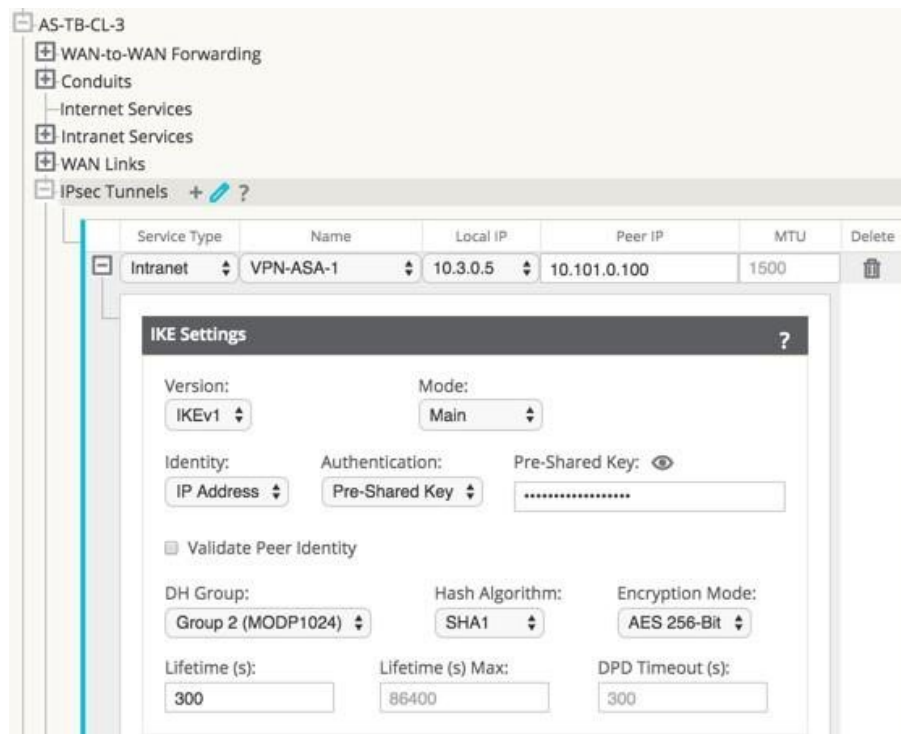 AS-TB-CL-3
WAN-to-WAN Forwarding
Conduits
Internet Services
Intranet Services
WAN Links
IPsec Tunnels + ?
Service Type Name Local IP Peer IP MTU Delete
Intranet VPN-ASA-1 10.3.0.5 10.101.0.100 1500
IKE Settings ?
Version: Mode:
IKEv1 Main
Identity: Authentication: Pre-Shared Key:
IP Address Pre-Shared Key ••••••••••••••••••
Validate Peer Identity
DH Group: Hash Algorithm: Encryption Mode:
Group 2 (MODP1024) SHA1 AES 256-Bit
Lifetime (s): Lifetime (s) Max: DPD Timeout (s):
300 86400 300